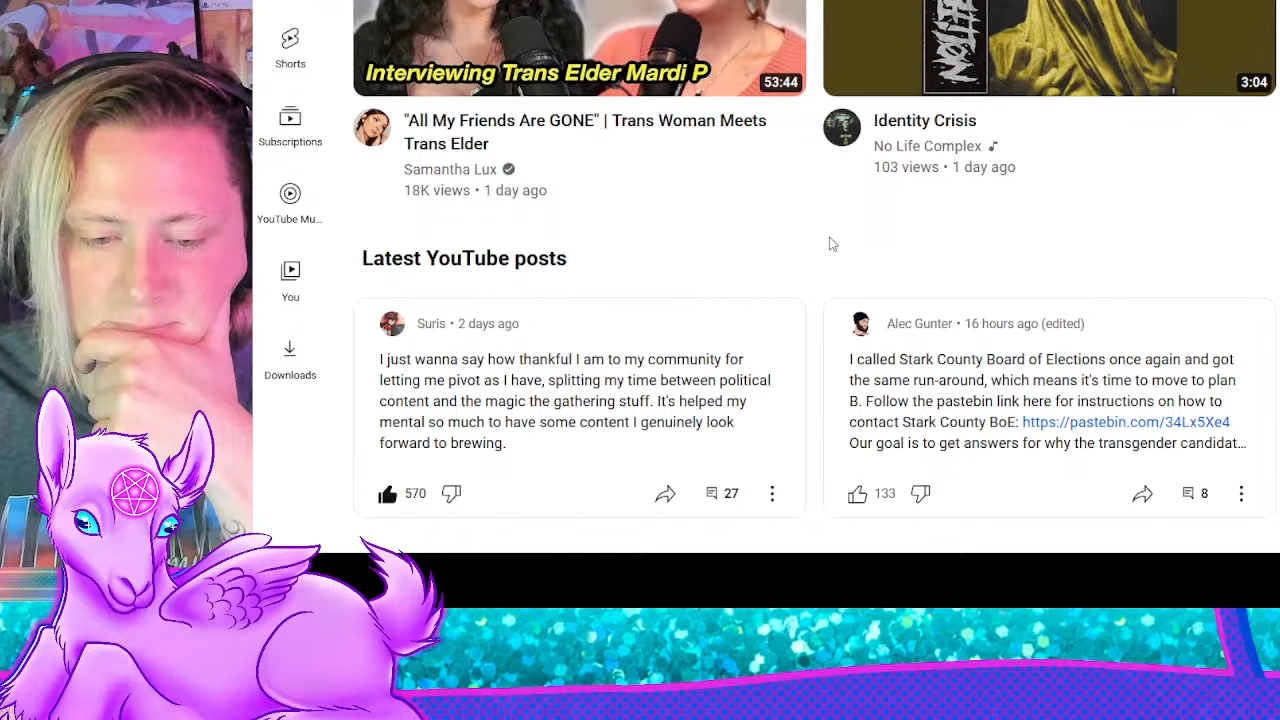 Shorts
Subscriptions
YouTube Mu...
You
Downloads
Interviewing Trans Elder Mardi P
53:44
"All My Friends Are GONE" | Trans Woman Meets
Trans Elder
Samantha Lux
18K views • 1 day ago
3:04
Identity Crisis
No Life Complex
103 views • 1 day ago
Latest YouTube posts
Suris • 2 days ago
I just wanna say how thankful I am to my community for
letting me pivot as I have, splitting my time between political
content and the magic the gathering stuff. It's helped my
mental so much to have some content I genuinely look
forward to brewing.
570
27
Alec Gunter • 16 hours ago (edited)
I called Stark County Board of Elections once again and got
the same run-around, which means it's time to move to plan
B. Follow the pastebin link here for instructions on how to
contact Stark County BoE: https://pastebin.com/34Lx5Xe4
Our goal is to get answers for why the transgender candidat...
133
8